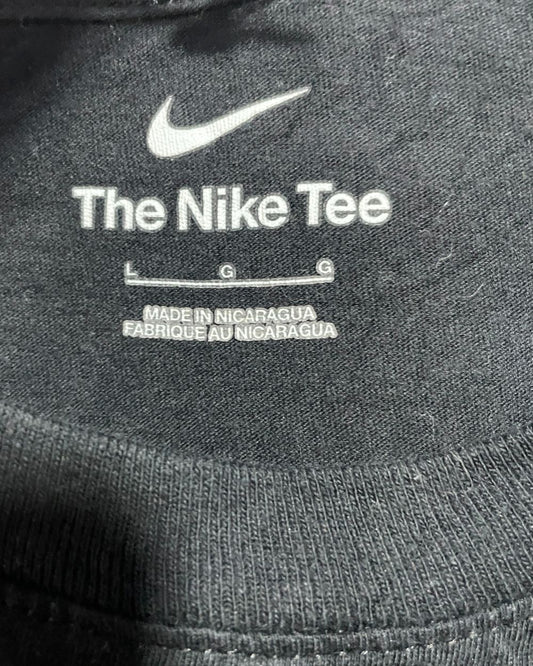 The Nike Tee
L G G
MADE IN NICARAGUA
FABRIQUE AU NICARAGUA